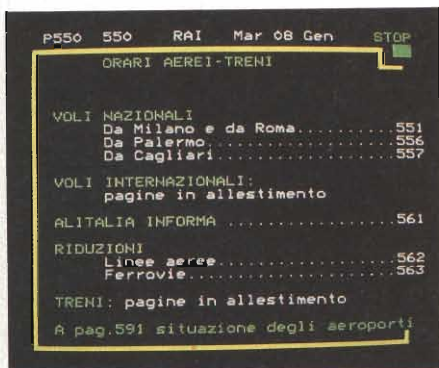 P550 550 RAI Mar 08 Gen STOP
ORARI AEREI-TRENI
VOLI NAZIONALI
Da Milano e da Roma..........551
Da Palermo..................556
Da Cagliari.................557
VOLI INTERNAZIONALI:
pagine in allestimento
ALITALIA INFORMA ..............561
RIDUZIONI
Linee aeree.................562
Ferrovie....................563
TRENI: pagine in allestimento
A pag.591 situazione degli aeroporti